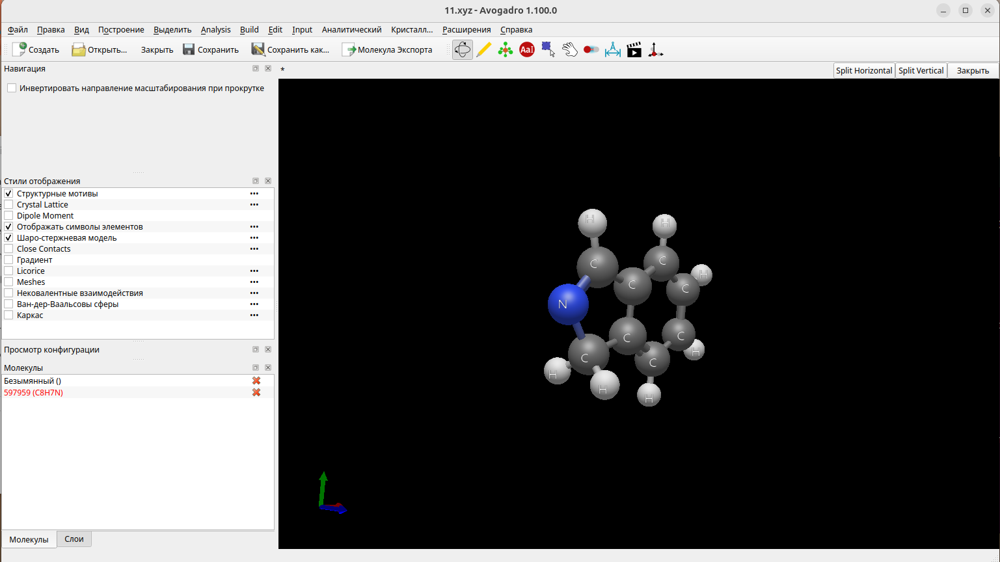 11.xyz - Avogadro 1.100.0
Файл Правка Вид Построение Выделить Analysis Build Edit Input Аналитический Кристалл... Расширения Справка
Создать Открыть... Закрыть Сохранить Сохранить как... Молекула Экспорта AaI
Навигация
* Split Horizontal Split Vertical Закрыть
Инвертировать направление масштабирования при прокрутке
Стили отображения
Структурные мотивы •••
Crystal Lattice •••
Dipole Moment
Отображать символы элементов •••
Шаро-стержневая модель •••
Close Contacts •••
Градиент
Licorice •••
Meshes •••
Нековалентные взаимодействия •••
Ван-дер-Ваальсовы сферы •••
Каркас •••
Просмотр конфигурации
Молекулы
Безымянный ()
597959 (C8H7N)
Молекулы Слои
H H
C C
C C H
N
C C
C C H
H H H